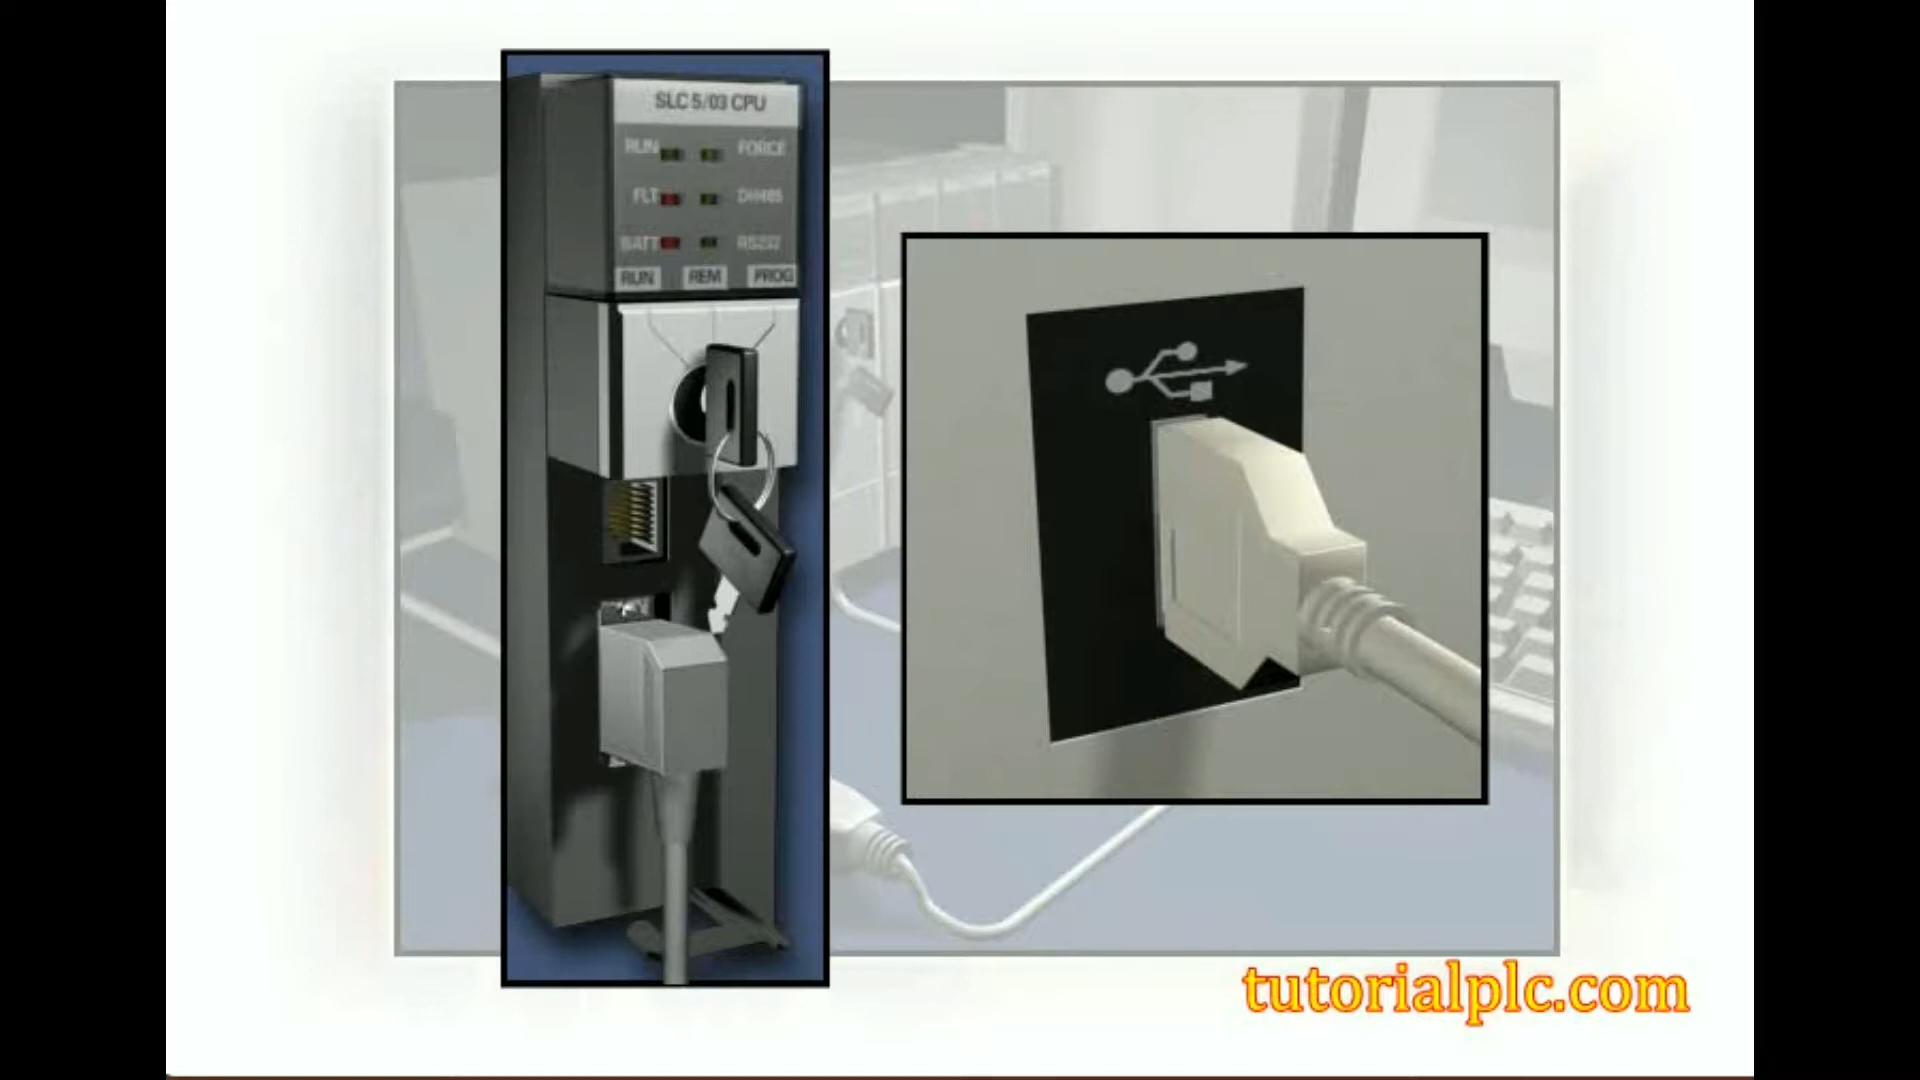 SLC 5/03 CPU
RUN FORCE
FLT DH485
BATT RS232
RUN REM PROG
tutorialplc.com